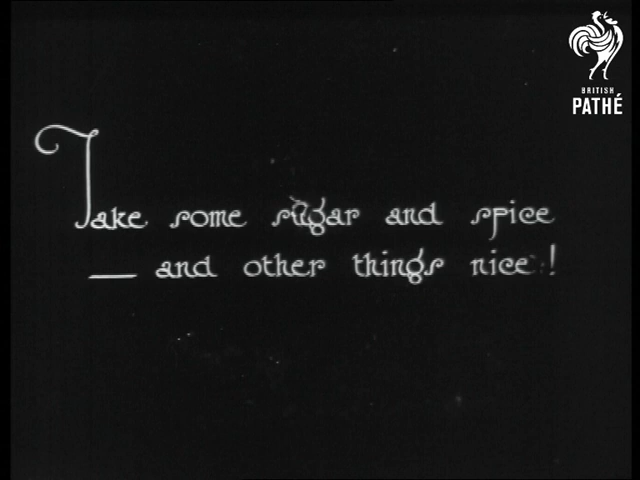 BRITISH
PATHÉ
Take some sugar and spice
— and other things nice!